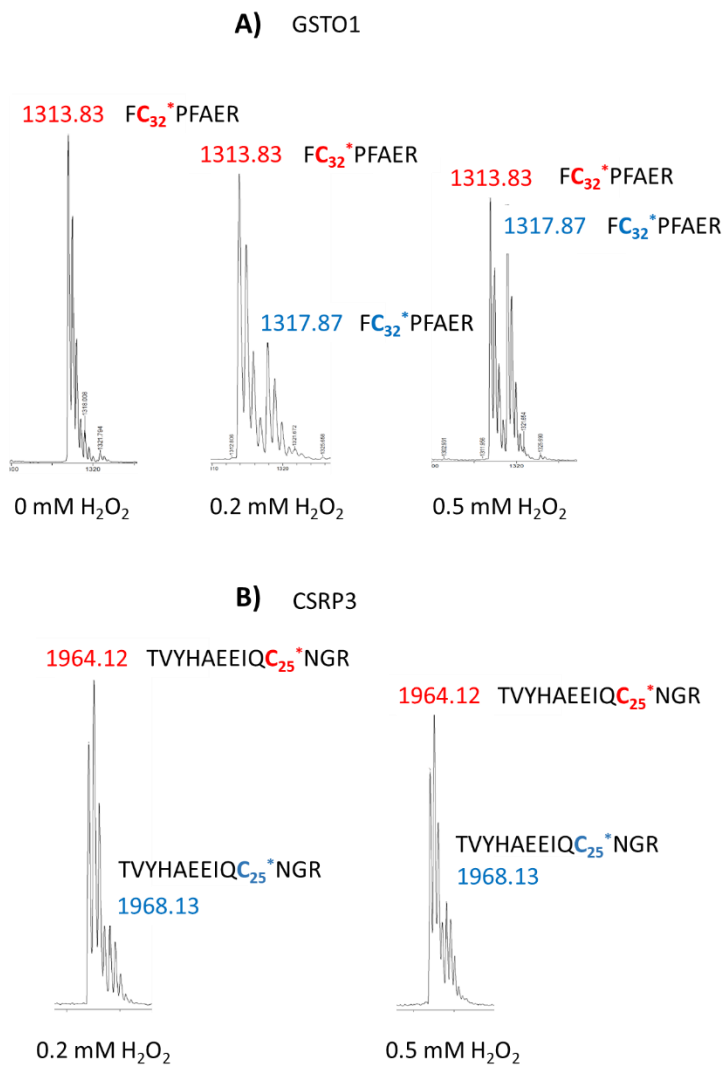 A) GSTO1
1313.83 FC₃₂*PFAER
1313.83 FC₃₂*PFAER
1313.83 FC₃₂*PFAER
1317.87 FC₃₂*PFAER
1317.87 FC₃₂*PFAER
1321.794
1320
1320
1320
0 mM H₂O₂
0.2 mM H₂O₂
0.5 mM H₂O₂
B) CSRP3
1964.12 TVYHAEEIQC₂₅*NGR
1964.12 TVYHAEEIQC₂₅*NGR
TVYHAEEIQC₂₅*NGR
1968.13
TVYHAEEIQC₂₅*NGR
1968.13
0.2 mM H₂O₂
0.5 mM H₂O₂